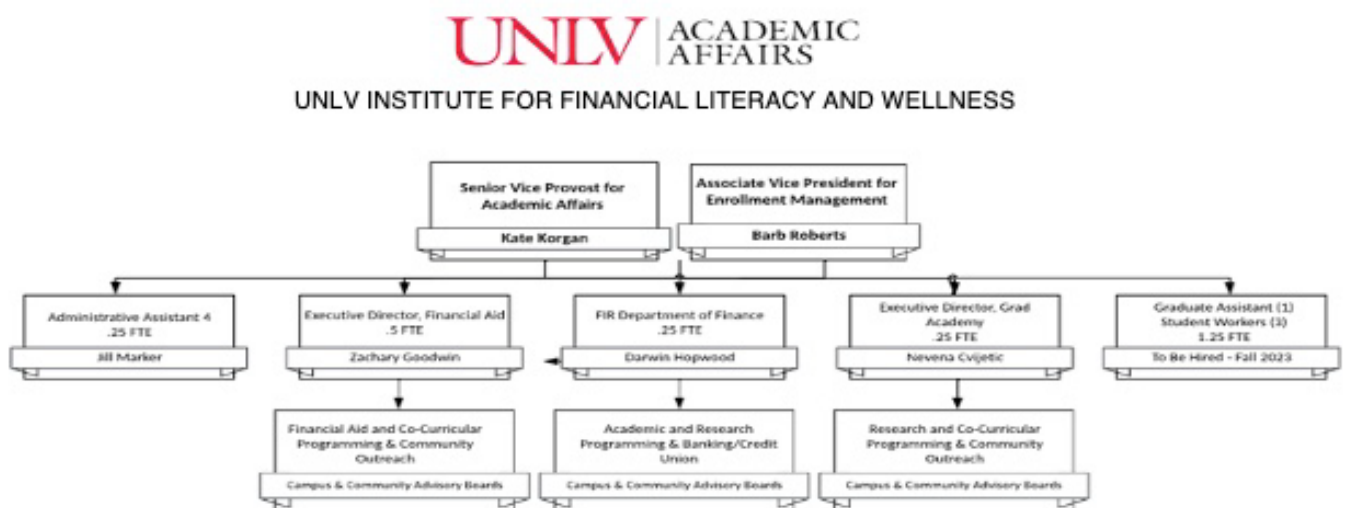 UNLV
ACADEMIC
AFFAIRS
UNLV INSTITUTE FOR FINANCIAL LITERACY AND WELLNESS
Senior Vice Provost for
Academic Affairs
Kate Korgan
Associate Vice President for
Enrollment Management
Barb Roberts
Administrative Assistant 4
.25 FTE
Jill Marker
Executive Director, Financial Aid
.5 FTE
Zachary Goodwin
FIR Department of Finance
.25 FTE
Darwin Hopwood
Executive Director, Grad
Academy
.25 FTE
Nevena Cvijetic
Graduate Assistant (1)
Student Workers (3)
1.25 FTE
To Be Hired - Fall 2023
Financial Aid and Co-Curricular
Programming & Community
Outreach
Campus & Community Advisory Boards
Academic and Research
Programming & Banking/Credit
Union
Campus & Community Advisory Boards
Research and Co-Curricular
Programming & Community
Outreach
Campus & Community Advisory Boards